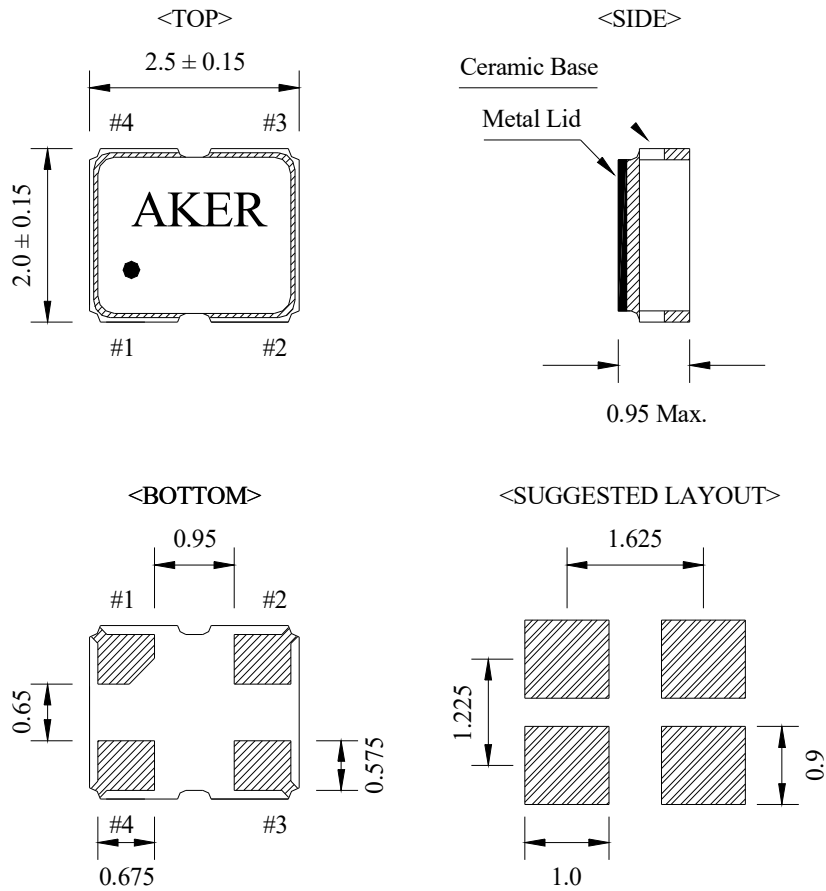 <TOP>
2.5 ± 0.15
#4
#3
2.0 ± 0.15
AKER
#1
#2
<SIDE>
Ceramic Base
Metal Lid
0.95 Max.
<BOTTOM>
0.95
#1
#2
0.65
0.575
#4
#3
0.675
<SUGGESTED LAYOUT>
1.625
1.225
0.9
1.0